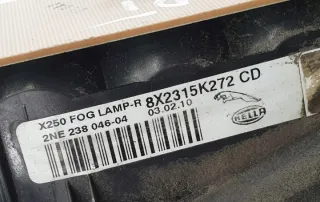 X250 FOG LAMP-R 8X2315K272 CD
2NE 238 046-04 03.02.10
HELLA